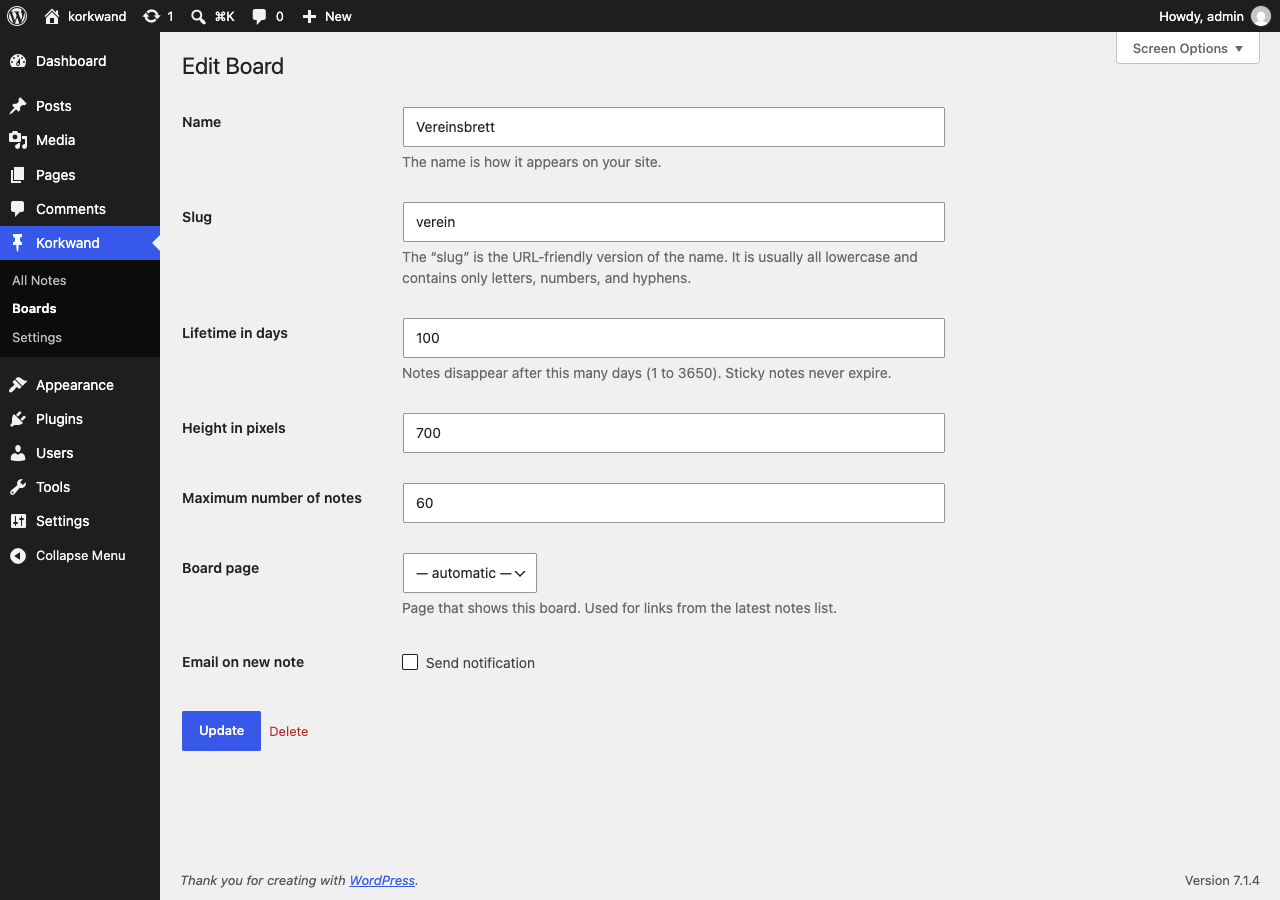 korkwand
1
⌘K
0
New
Howdy, admin
Screen Options
Dashboard
Posts
Media
Pages
Comments
Korkwand
All Notes
Boards
Settings
Appearance
Plugins
Users
Tools
Settings
Collapse Menu
Edit Board
Name
Vereinsbrett
The name is how it appears on your site.
Slug
verein
The “slug” is the URL-friendly version of the name. It is usually all lowercase and
contains only letters, numbers, and hyphens.
Lifetime in days
100
Notes disappear after this many days (1 to 3650). Sticky notes never expire.
Height in pixels
700
Maximum number of notes
60
Board page
— automatic —
Page that shows this board. Used for links from the latest notes list.
Email on new note
Send notification
Update
Delete
Thank you for creating with WordPress.
Version 7.1.4